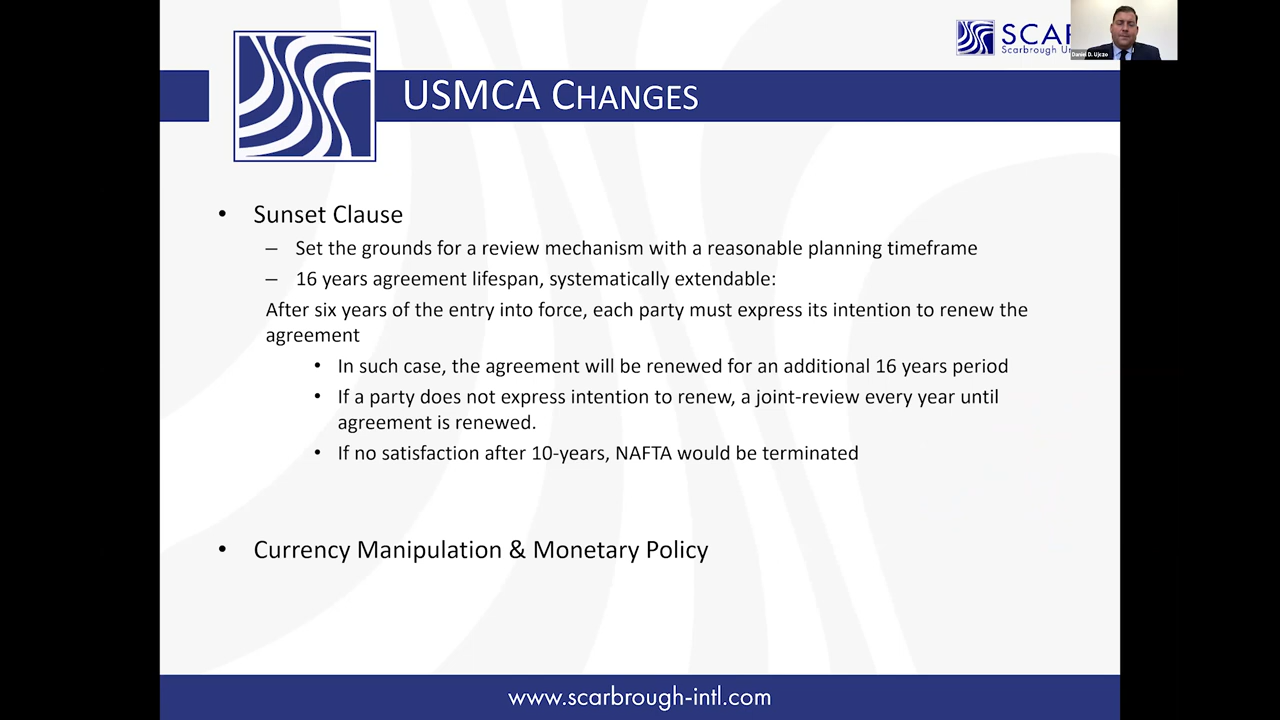 SCAR
Scarbrough Un
Daniel D. Ujczo
USMCA CHANGES
• Sunset Clause
– Set the grounds for a review mechanism with a reasonable planning timeframe
– 16 years agreement lifespan, systematically extendable:
After six years of the entry into force, each party must express its intention to renew the
agreement
• In such case, the agreement will be renewed for an additional 16 years period
• If a party does not express intention to renew, a joint-review every year until
agreement is renewed.
• If no satisfaction after 10-years, NAFTA would be terminated
• Currency Manipulation & Monetary Policy
www.scarbrough-intl.com